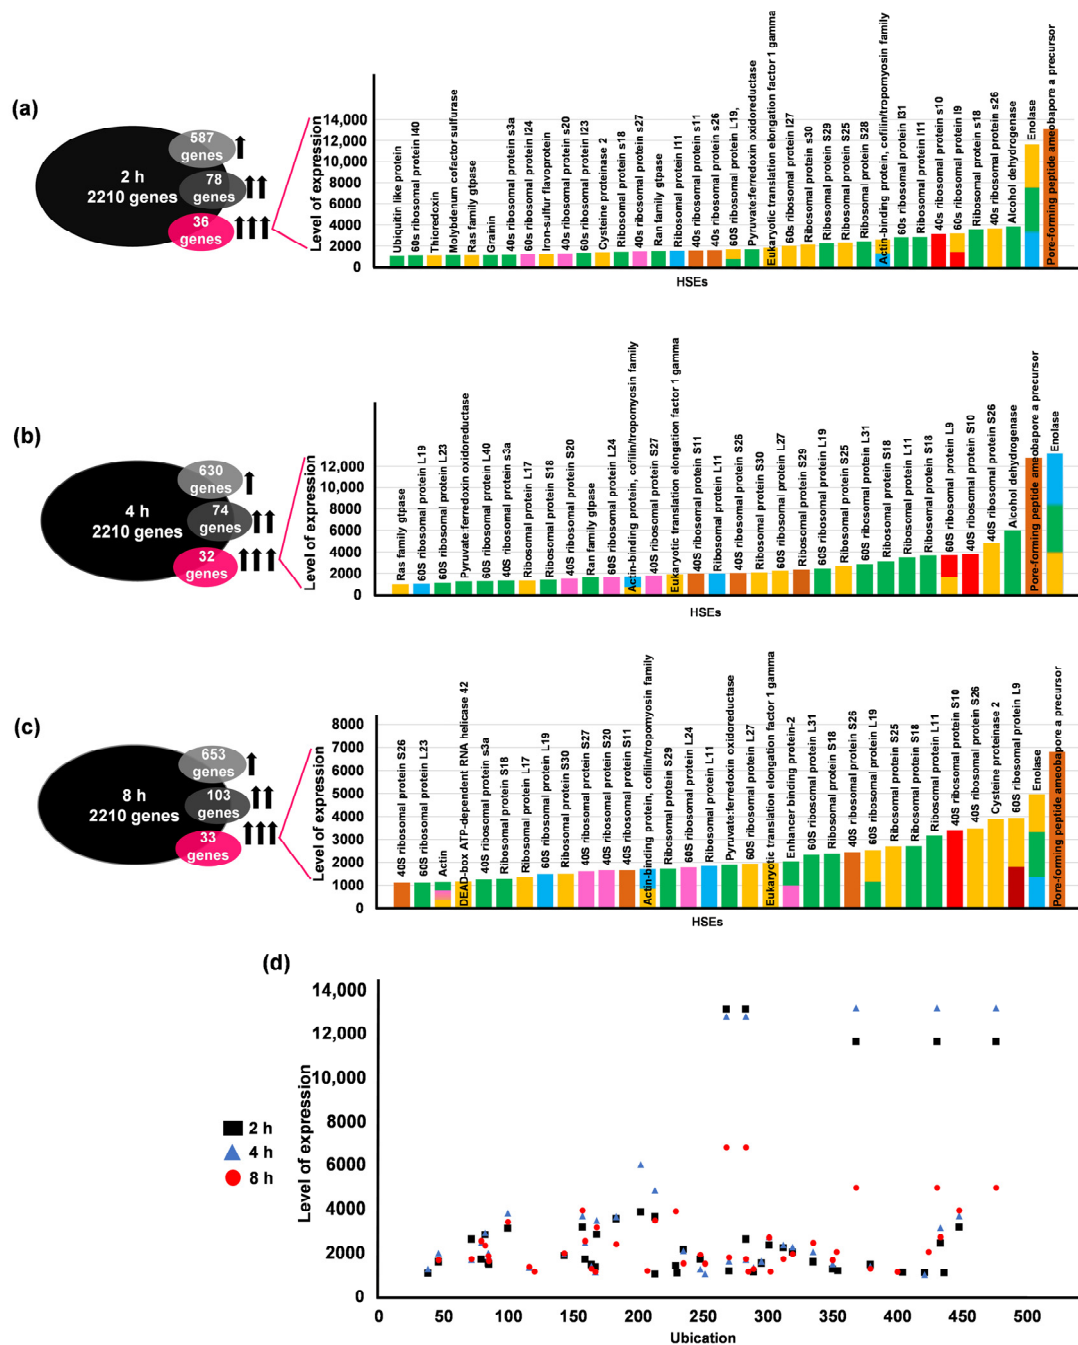 (a)
587
genes
2 h
2210 genes
78
genes
36
genes
Level of expression
14,000
12,000
10,000
8000
6000
4000
2000
0
Ubiquitin like protein
60s ribosomal protein l40
Thioredoxin
Molybdenum cofactor sulfurase
Ras family gtpase
Grainin
40s ribosomal protein s3a
60s ribosomal protein l24
Iron-sulfur flavoprotein
40s ribosomal protein s20
60s ribosomal protein l23
Cysteine proteinase 2
Ribosomal protein s18
40s ribosomal protein s27
Ran family gtpase
Ribosomal protein l11
40s ribosomal protein s11
40s ribosomal protein s26
60S ribosomal protein L19,
Pyruvate:ferredoxin oxidoreductase
Eukaryotic translation elongation factor 1 gamma
60s ribosomal protein l27
Ribosomal protein s30
Ribosomal protein S29
Ribosomal protein S25
Ribosomal protein S28
Actin-binding protein, cofilin/tropomyosin family
60s ribosomal protein l31
Ribosomal protein l11
40s ribosomal protein s10
60s ribosomal protein l9
Ribosomal protein s18
40s ribosomal protein s26
Alcohol dehydrogenase
Enolase
Pore-forming peptide ameobapore a precursor
HSEs
(b)
630
genes
4 h
2210 genes
74
genes
32
genes
Level of expression
12,000
10,000
8000
6000
4000
2000
0
Ras family gtpase
60S ribosomal protein L19
60S ribosomal protein L23
Pyruvate:ferredoxin oxidoreductase
60S ribosomal protein L40
40S ribosomal protein s3a
Ribosomal protein L17
Ribosomal protein S18
40S ribosomal protein S20
Ran family gtpase
60S ribosomal protein L24
Actin-binding protein, cofilin/tropomyosin family
40S ribosomal protein S27
Eukaryotic translation elongation factor 1 gamma
40S ribosomal protein S11
Ribosomal protein L11
40S ribosomal protein S26
Ribosomal protein S30
60S ribosomal protein L27
Ribosomal protein S29
60S ribosomal protein L19
Ribosomal protein S25
60S ribosomal protein L31
Ribosomal protein S18
Ribosomal protein L11
Ribosomal protein S18
60S ribosomal protein L9
40S ribosomal protein S10
40S ribosomal protein S26
Alcohol dehydrogenase
Pore-forming peptide ameobapore a precursor
Enolase
HSEs
(c)
653
genes
8 h
2210 genes
103
genes
33
genes
Level of expression
8000
7000
6000
5000
4000
3000
2000
1000
0
40S ribosomal protein S26
60S ribosomal protein L23
Actin
DEAD-box ATP-dependent RNA helicase 42
40S ribosomal protein s3a
Ribosomal protein S18
Ribosomal protein L17
60S ribosomal protein L19
Ribosomal protein S30
40S ribosomal protein S27
40S ribosomal protein S20
40S ribosomal protein S11
Actin-binding protein, cofilin/tropomyosin family
Ribosomal protein S29
60S ribosomal protein L24
Ribosomal protein L11
Pyruvate:ferredoxin oxidoreductase
60S ribosomal protein L27
Eukaryotic translation elongation factor 1 gamma
Enhancer binding protein-2
60S ribosomal protein L31
Ribosomal protein S18
40S ribosomal protein S26
60S ribosomal protein L19
Ribosomal protein S25
Ribosomal protein S18
Ribosomal protein L11
40S ribosomal protein S10
40S ribosomal protein S26
Cysteine proteinase 2
60S ribosomal protein L9
Enolase
Pore-forming peptide ameobapore a precursor
HSEs
(d)
2 h
4 h
8 h
Level of expression
14,000
12,000
10,000
8000
6000
4000
2000
0
0 50 100 150 200 250 300 350 400 450 500
Ubication